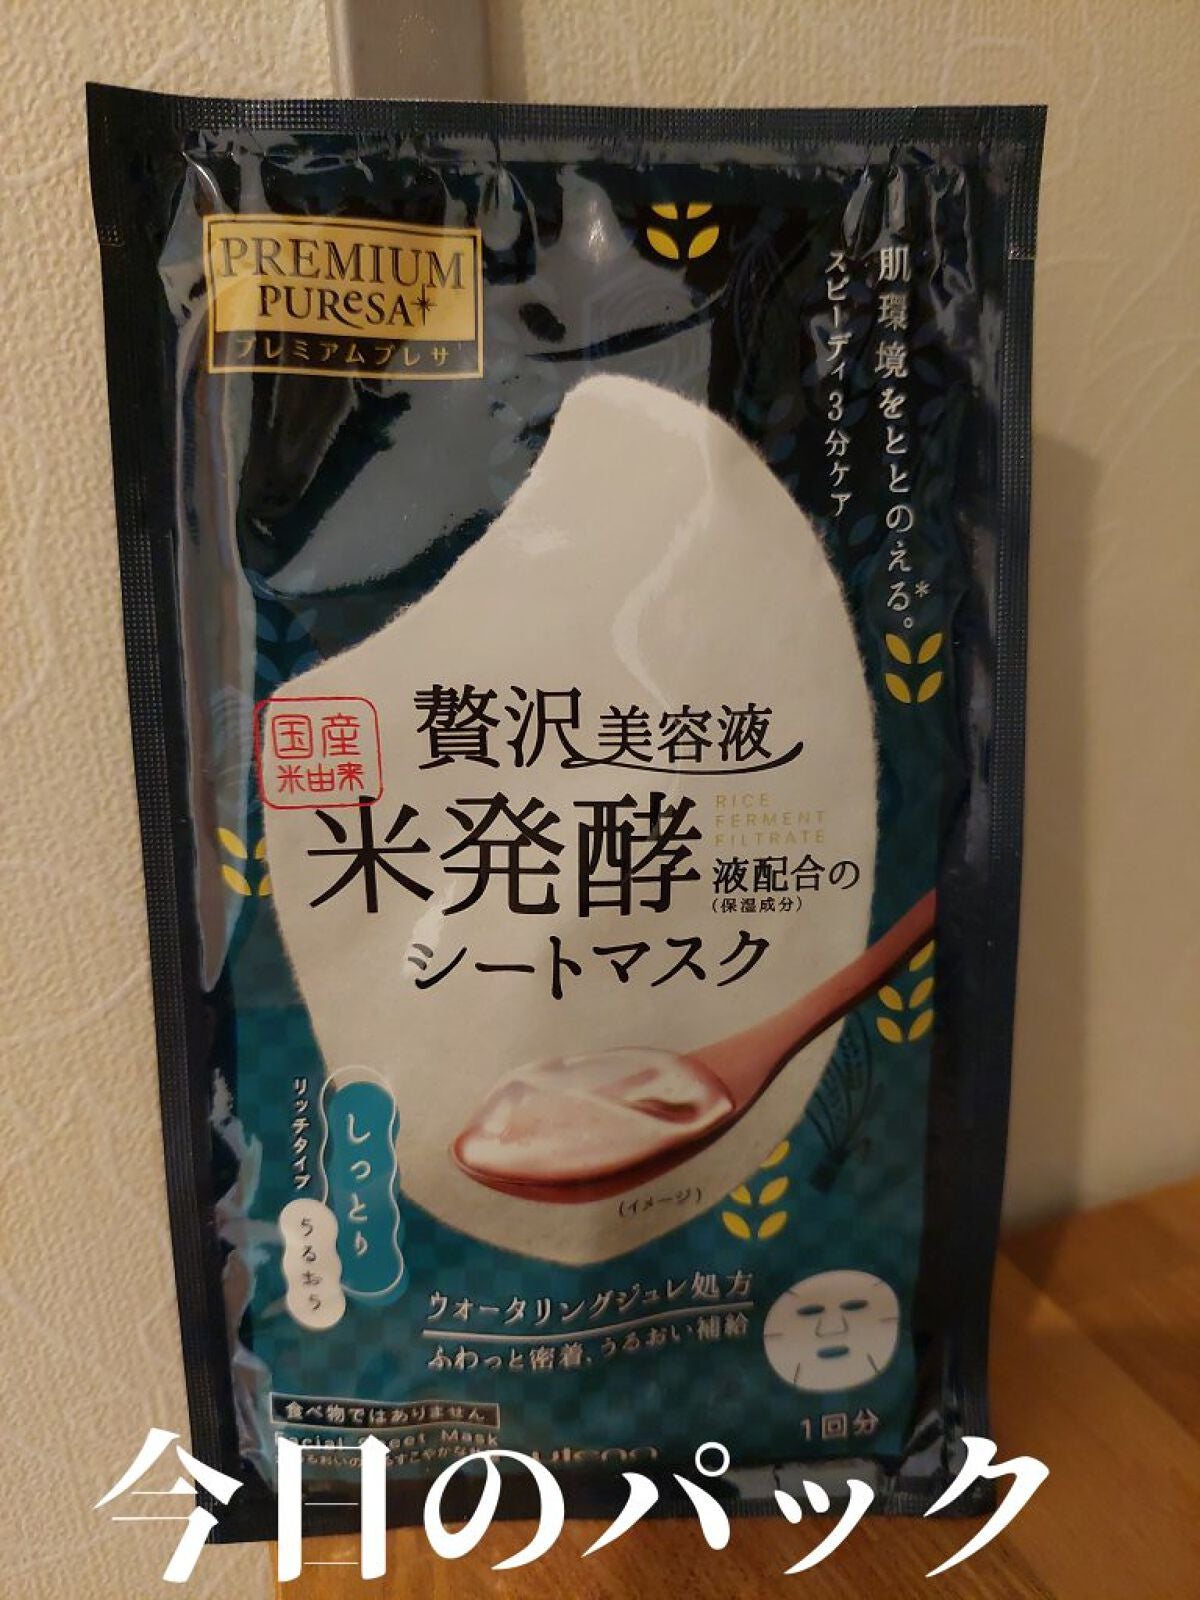 PREMIUM
PUReSA
プレミアムプレサ
肌環境をととのえる。*
スピーディ3分ケア
国産
米由来
贅沢美容液
米発酵
RICE
FERMENT
FILTRATE
液配合の
(保湿成分)
シートマスク
しっとり
リッチタイプ
うるおう
(イメージ)
ウォータリングジュレ処方
ふわっと密着、うるおい補給
1回分
食べ物ではありません
Sheet Mask
今日のパック